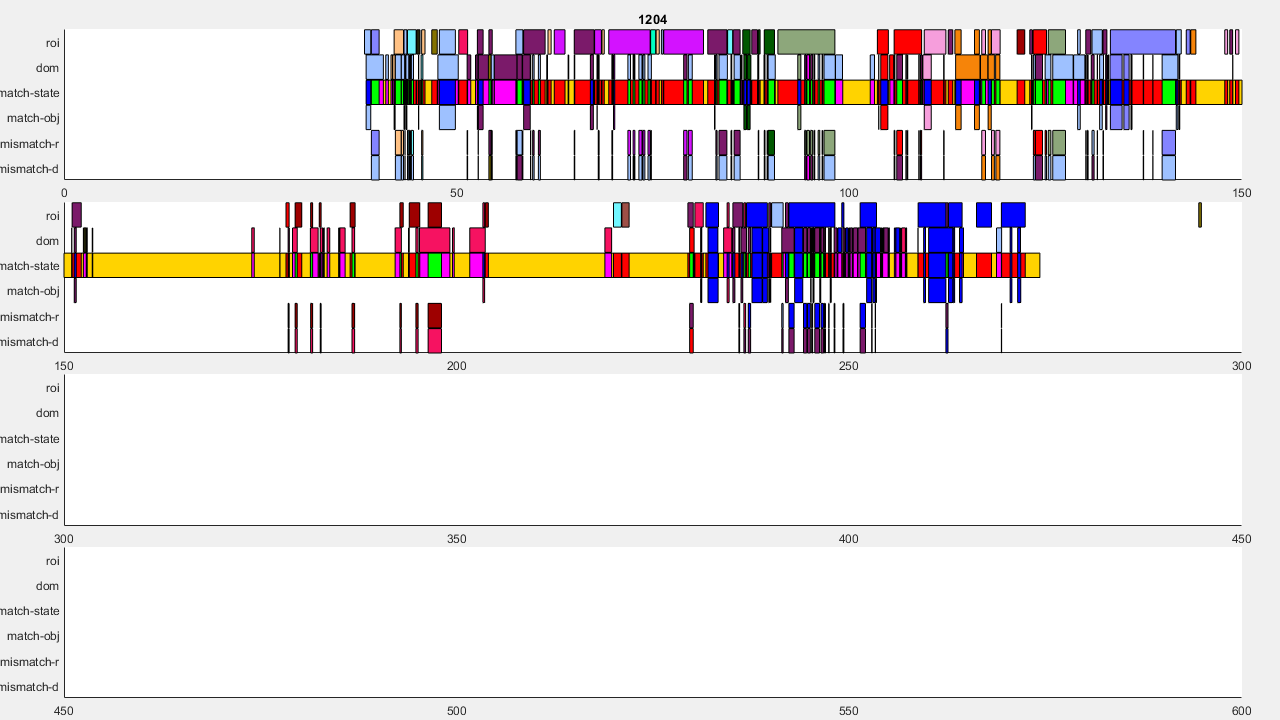 1204
roi
dom
match-state
match-obj
mismatch-r
mismatch-d
0 50 100 150
roi
dom
match-state
match-obj
mismatch-r
mismatch-d
150 200 250 300
roi
dom
match-state
match-obj
mismatch-r
mismatch-d
300 350 400 450
roi
dom
match-state
match-obj
mismatch-r
mismatch-d
450 500 550 600